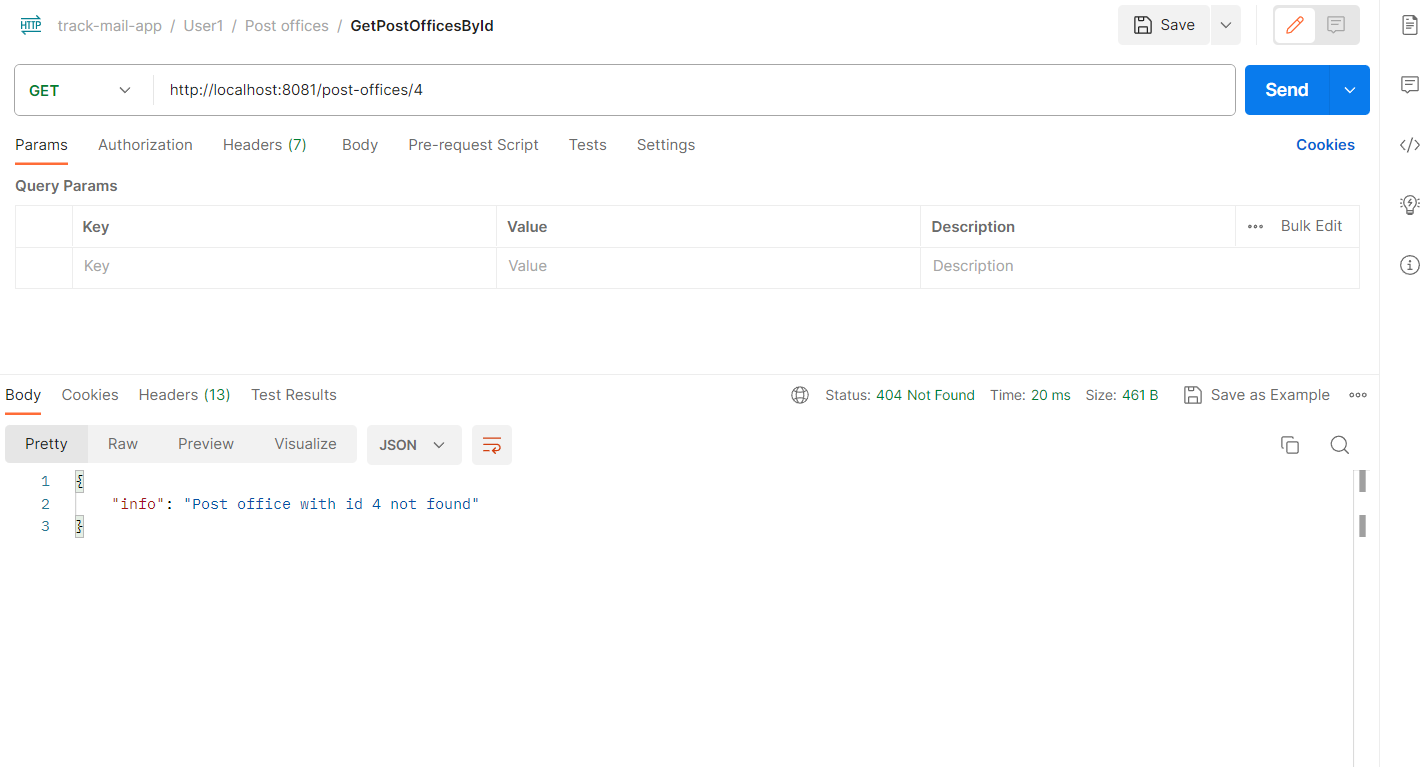 HTTP track-mail-app / User1 / Post offices / GetPostOfficesById Save
GET http://localhost:8081/post-offices/4 Send
Params Authorization Headers (7) Body Pre-request Script Tests Settings Cookies
Query Params
Key Value Description ••• Bulk Edit
Key Value Description
Body Cookies Headers (13) Test Results Status: 404 Not Found Time: 20 ms Size: 461 B Save as Example
Pretty Raw Preview Visualize JSON
1 {
2 "info": "Post office with id 4 not found"
3 }